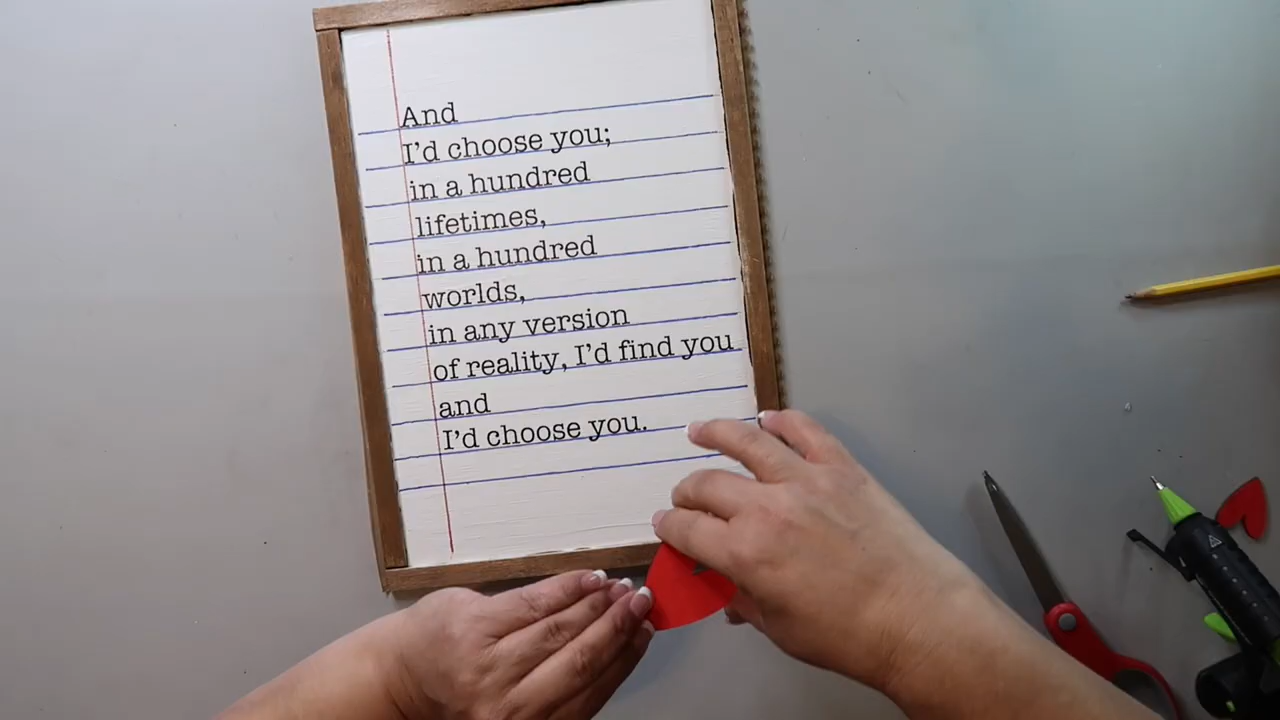 And
I'd choose you;
in a hundred
lifetimes,
in a hundred
worlds,
in any version
of reality, I'd find you
and
I'd choose you.